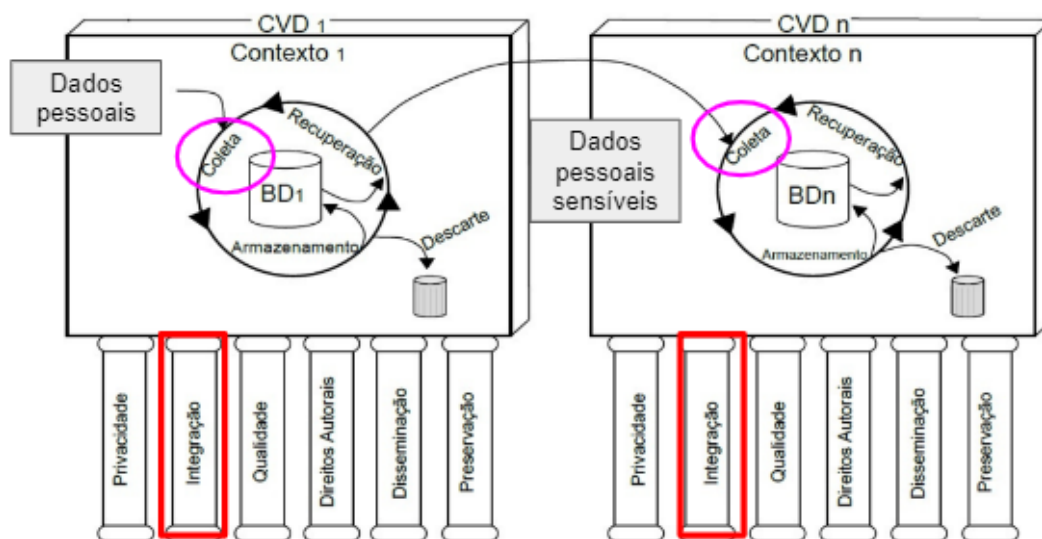 CVD 1
Contexto 1
Dados
pessoais
Coleta
Recuperação
BD1
Armazenamento
Descarte
Privacidade
Integração
Qualidade
Direitos Autorais
Disseminação
Preservação
Dados
pessoais
sensíveis
CVD n
Contexto n
Coleta
Recuperação
BDn
Armazenamento
Descarte
Privacidade
Integração
Qualidade
Direitos Autorais
Disseminação
Preservação